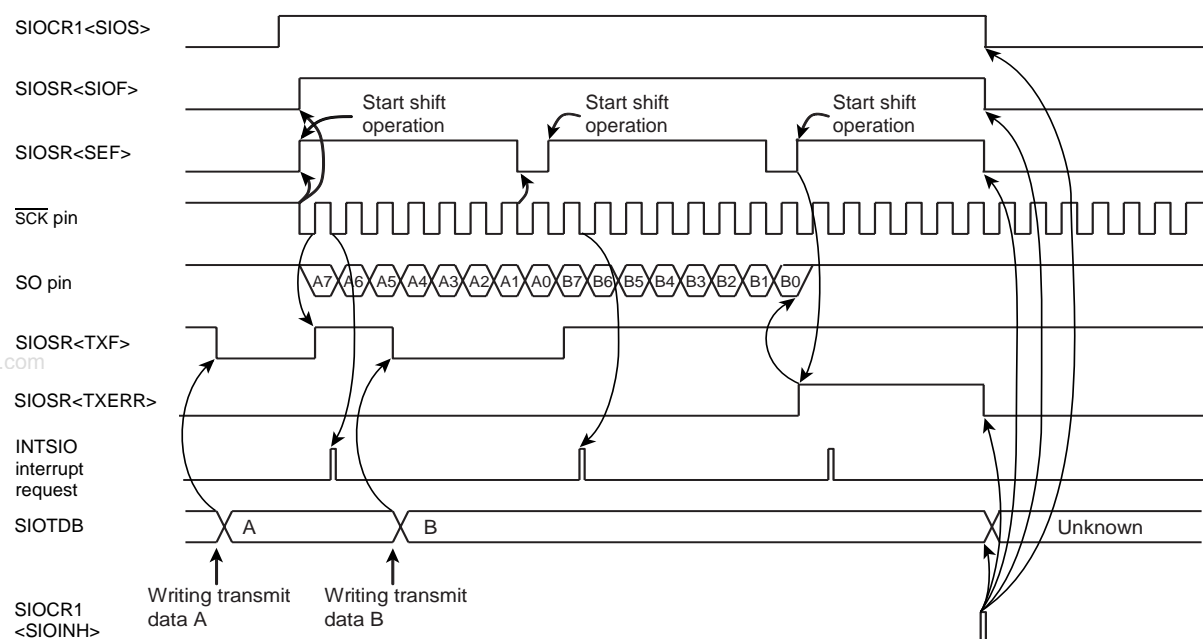 SIOCR1<SIOS>
SIOSR<SIOF>
Start shift
operation
Start shift
operation
Start shift
operation
SIOSR<SEF>
SCK pin
SO pin
A7 A6 A5 A4 A3 A2 A1 A0 B7 B6 B5 B4 B3 B2 B1 B0
SIOSR<TXF>
.com
SIOSR<TXERR>
INTSIO
interrupt
request
SIOTDB
A
B
Unknown
Writing transmit
data A
Writing transmit
data B
SIOCR1
<SIOINH>